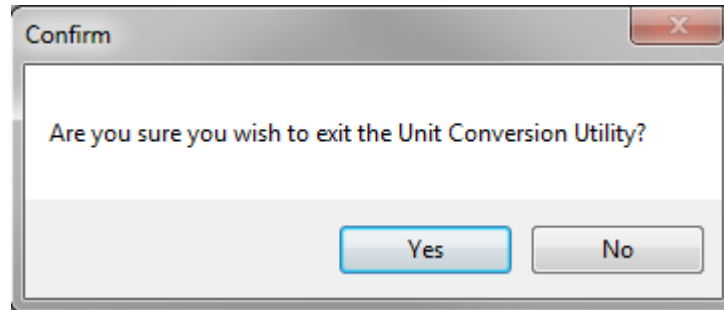 Confirm
Are you sure you wish to exit the Unit Conversion Utility?
Yes No